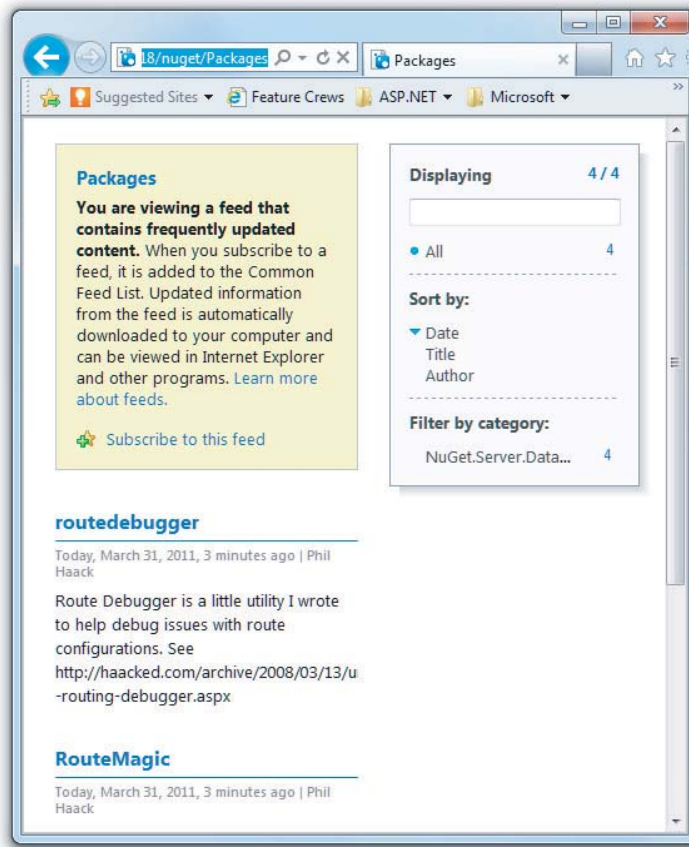 18/nuget/Packages
Packages
Suggested Sites
Feature Crews
ASP.NET
Microsoft
Packages
You are viewing a feed that
contains frequently updated
content. When you subscribe to a
feed, it is added to the Common
Feed List. Updated information
from the feed is automatically
downloaded to your computer and
can be viewed in Internet Explorer
and other programs. Learn more
about feeds.
Subscribe to this feed
Displaying 4 / 4
All 4
Sort by:
Date
Title
Author
Filter by category:
NuGet.Server.Data... 4
routedebugger
Today, March 31, 2011, 3 minutes ago | Phil
Haack
Route Debugger is a little utility I wrote
to help debug issues with route
configurations. See
http://haacked.com/archive/2008/03/13/u
-routing-debugger.aspx
RouteMagic
Today, March 31, 2011, 3 minutes ago | Phil
Haack